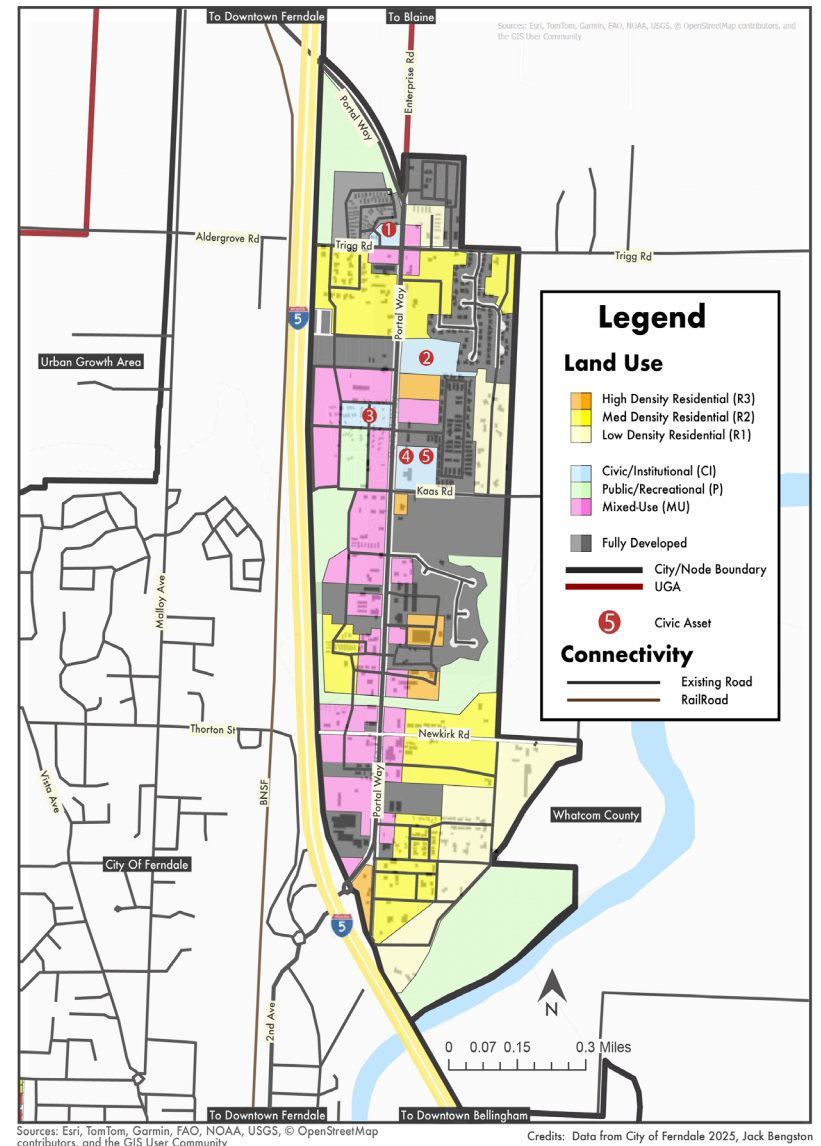 To Downtown Ferndale
To Blaine
Sources: Esri, TomTom, Garmin, FAO, NOAA, USGS, © OpenStreetMap contributors, and
the GIS User Community
Enterprise Rd
Portal Way
1
Aldergrove Rd
Trigg Rd
Trigg Rd
Portal Way
5
Urban Growth Area
2
3
4
5
Kaas Rd
Legend
Land Use
High Density Residential (R3)
Med Density Residential (R2)
Low Density Residential (R1)
Civic/Institutional (CI)
Public/Recreational (P)
Mixed-Use (MU)
Fully Developed
City/Node Boundary
UGA
5
Civic Asset
Connectivity
Existing Road
RailRoad
Malloy Ave
Thorton St
Newkirk Rd
Vista Ave
BNSF
Portal Way
Whatcom County
City Of Ferndale
5
N
2nd Ave
0 0.07 0.15 0.3 Miles
To Downtown Ferndale
To Downtown Bellingham
Sources: Esri, TomTom, Garmin, FAO, NOAA, USGS, © OpenStreetMap
contributors, and the GIS User Community
Credits: Data from City of Ferndale 2025, Jack Bengston